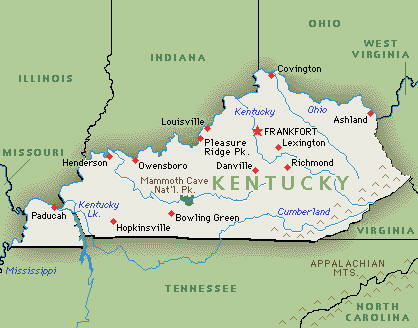 OHIO
INDIANA
WEST
VIRGINIA
ILLINOIS
Covington
Kentucky
Ohio
Louisville
Ashland
FRANKFORT
Pleasure
Ridge Pk.
Lexington
MISSOURI
Henderson
Owensboro
Danville
Richmond
Mammoth Cave
Nat'l. Pk.
KENTUCKY
Paducah
Kentucky
Lk.
Bowling Green
Cumberland
Hopkinsville
VIRGINIA
Mississippi
APPALACHIAN
MTS.
TENNESSEE
NORTH
CAROLINA